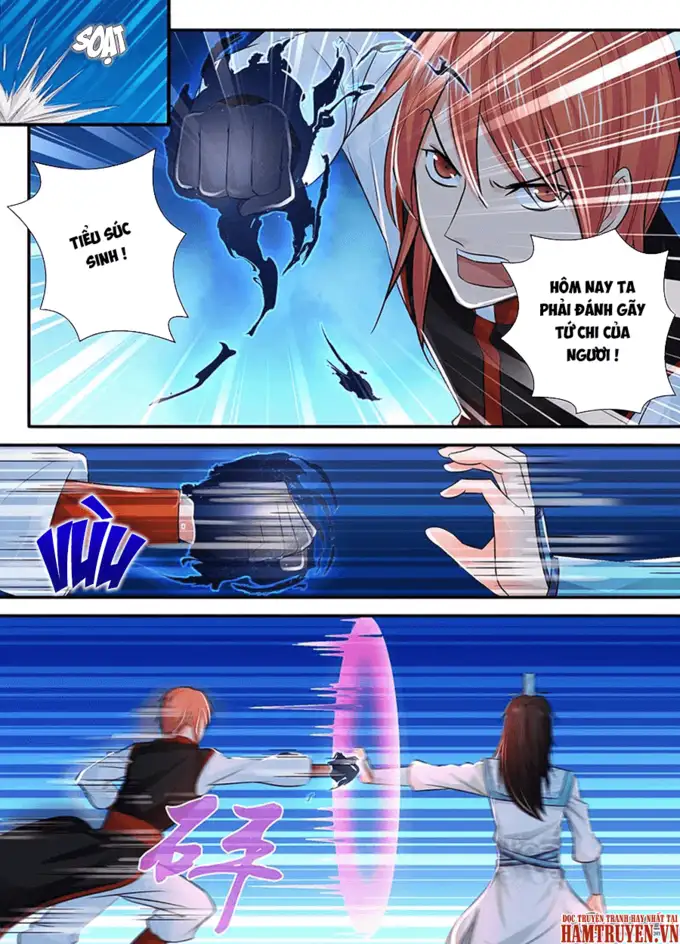 SOẠT
TIỂU SÚC
SINH !
HÔM NAY TA
PHẢI ĐÁNH GÃY
TỨ CHI CỦA
NGƯƠI !
VÙÙ
砰
ĐỌC TRUYỆN TRANH HAY NHẤT TẠI
HAMTRUYEN.VN